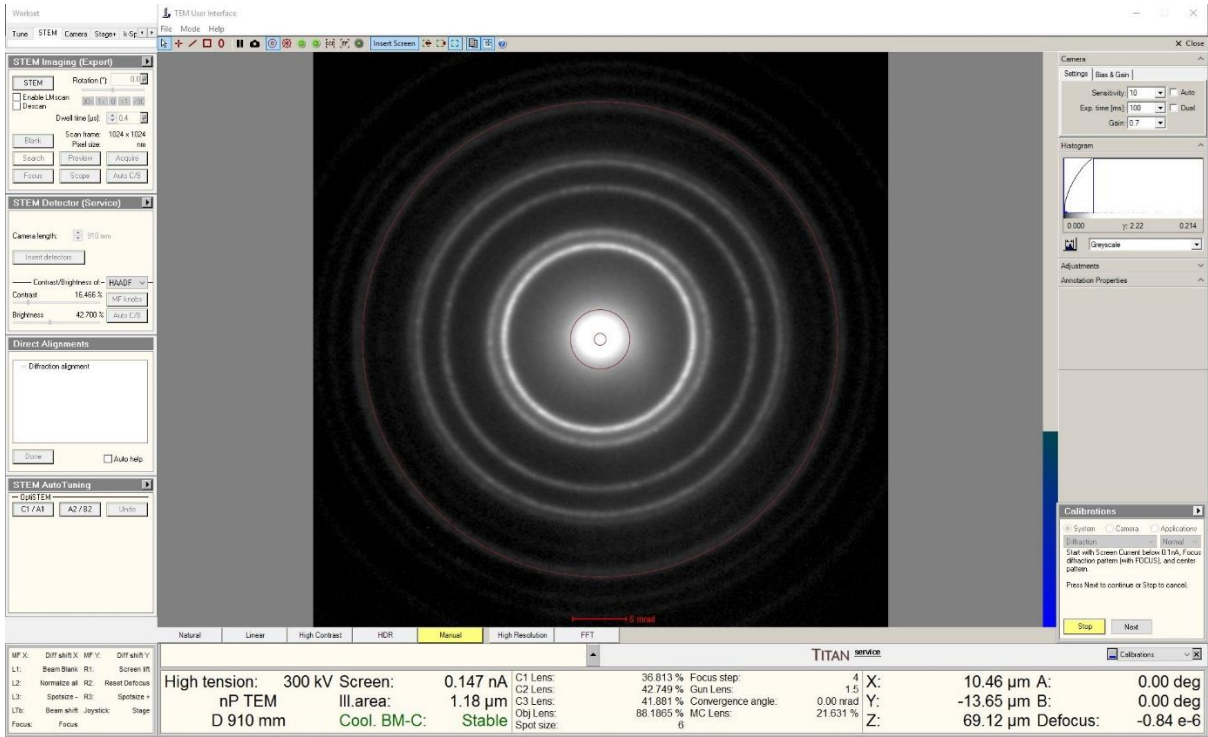 Workset
Tune STEM Camera Stage+
STEM Imaging (Expert)
STEM Rotation (°): 0.0
Enable LMscan
Descan
Dwell time [µs]: 0.4
Blank Scan frame: 1024 x 1024
Pixel size: nm
Search Preview Acquire
Focus Scope Auto C/B
STEM Detector (Service)
Camera length: 910 mm
Insert detectors
Contrast/Brightness of: HAADF
Contrast 16.466 % MF knobs
Brightness 42.700 % Auto C/B
Direct Alignments
Diffraction alignment
Done Auto help
STEM AutoTuning
OptiSTEM
C1 / A1 A2 / B2 Undo
MF X: Diff shift X MF Y: Diff shift Y
L1: Beam Blank R1: Screen lift
L2: Normalize all R2: Reset Defocus
L3: Spotsize - R3: Spotsize +
LTb: Beam shift Joystick: Stage
Focus: Focus
TEM User Interface
File Mode Help
Insert Screen
Close
5 mrad
Natural Linear High Contrast HDR Manual High Resolution FFT
Camera
Settings Bias & Gain
Sensitivity: 10 Auto
Exp. time [ms]: 100 Dual
Gain: 0.7
Histogram
0.000 γ: 2.22 0.214
Greyscale
Adjustments
Annotation Properties
Calibrations
System Camera Applications
Diffraction Normal
Start with Screen Current below 0.1nA, Focus
diffraction pattern (with FOCUS), and center
pattern.
Press Next to continue or Stop to cancel.
Stop Next
TITAN service
Calibrations
High tension: 300 kV
nP TEM
D 910 mm
Screen: 0.147 nA
Ill.area: 1.18 µm
Cool. BM-C: Stable
C1 Lens: 36.813 %
C2 Lens: 42.749 %
C3 Lens: 41.881 %
Obj Lens: 88.1865 %
Spot size: 6
Focus step: 4
Gun Lens: 1.5
Convergence angle: 0.00 mrad
MC Lens: 21.631 %
X: 10.46 µm A: 0.00 deg
Y: -13.65 µm B: 0.00 deg
Z: 69.12 µm Defocus: -0.84 e-6